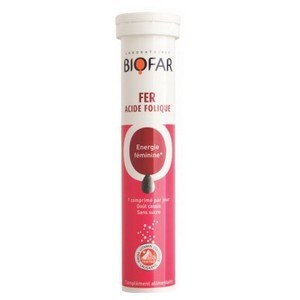 LABORATOIRES
BIOFAR
FER
ACIDE FOLIQUE
Energie
féminine*
1 comprimé par jour
Goût cassis
Sans sucre
Complément alimentaire